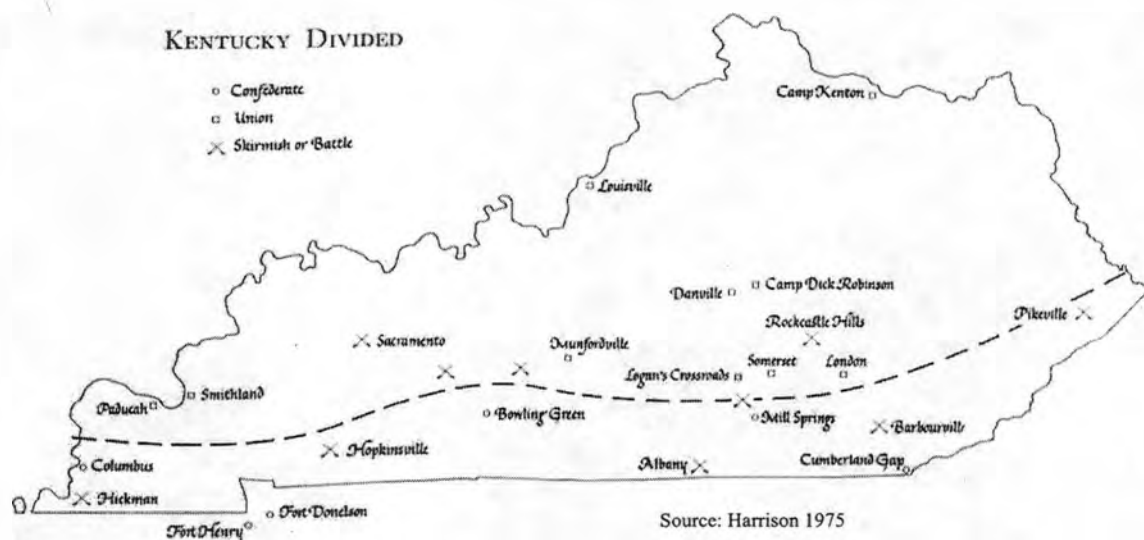 KENTUCKY DIVIDED
Confederate
Union
Skirmish or Battle
Camp Kenton
Louisville
Danville
Camp Dick Robinson
Rockcastle Hills
Pikeville
Sacramento
Munfordville
Somerset
London
Logan's Crossroads
Smithland
Paducah
Bowling Green
Mill Springs
Barbourville
Hopkinsville
Columbus
Albany
Cumberland Gap
Hickman
Fort Donelson
Fort Henry
Source: Harrison 1975